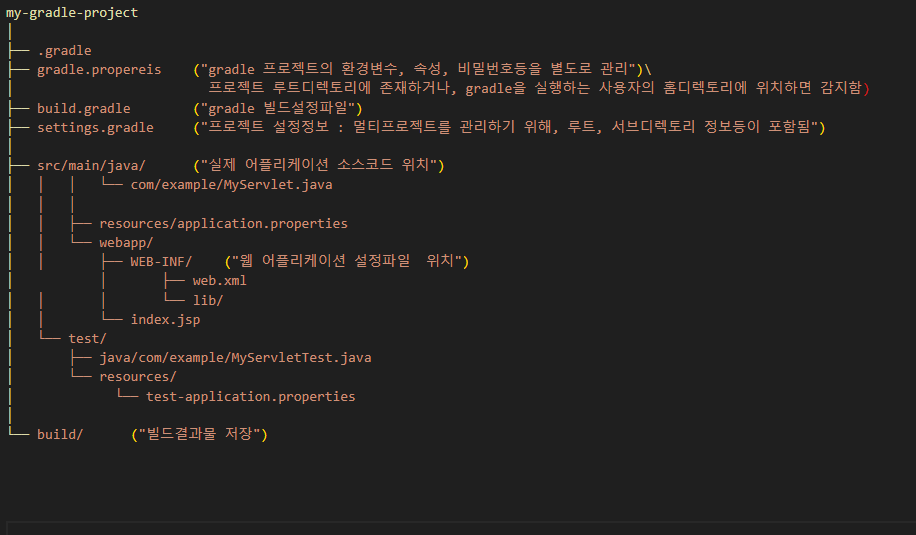 my-gradle-project
│
├── .gradle
├── gradle.propereis    ("gradle 프로젝트의 환경변수, 속성, 비밀번호등을 별도로 관리")\
│                         프로젝트 루트디렉토리에 존재하거나, gradle을 실행하는 사용자의 홈디렉토리에 위치하면 감지함)
├── build.gradle        ("gradle 빌드설정파일")
├── settings.gradle     ("프로젝트 설정정보 : 멀티프로젝트를 관리하기 위해, 루트, 서브디렉토리 정보등이 포함됨")
│
├── src/main/java/      ("실제 어플리케이션 소스코드 위치")
│   │   │   └── com/example/MyServlet.java
│   │   │
│   │   ├── resources/application.properties
│   │   └── webapp/
│   │       ├── WEB-INF/    ("웹 어플리케이션 설정파일  위치")
│           │       ├── web.xml
│   │       │       └── lib/
│   │       └── index.jsp
│   └── test/
│       ├── java/com/example/MyServletTest.java
│       └── resources/
│             └── test-application.properties
│
└── build/      ("빌드결과물 저장")